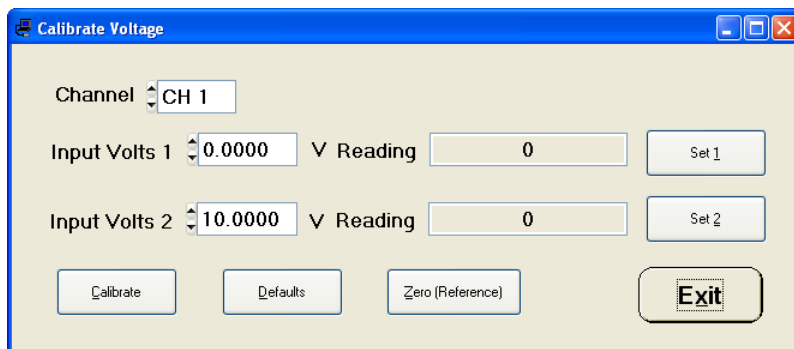 Calibrate Voltage
Channel CH 1
Input Volts 1 0.0000 V Reading 0 Set 1
Input Volts 2 10.0000 V Reading 0 Set 2
Calibrate Defaults Zero (Reference) Exit